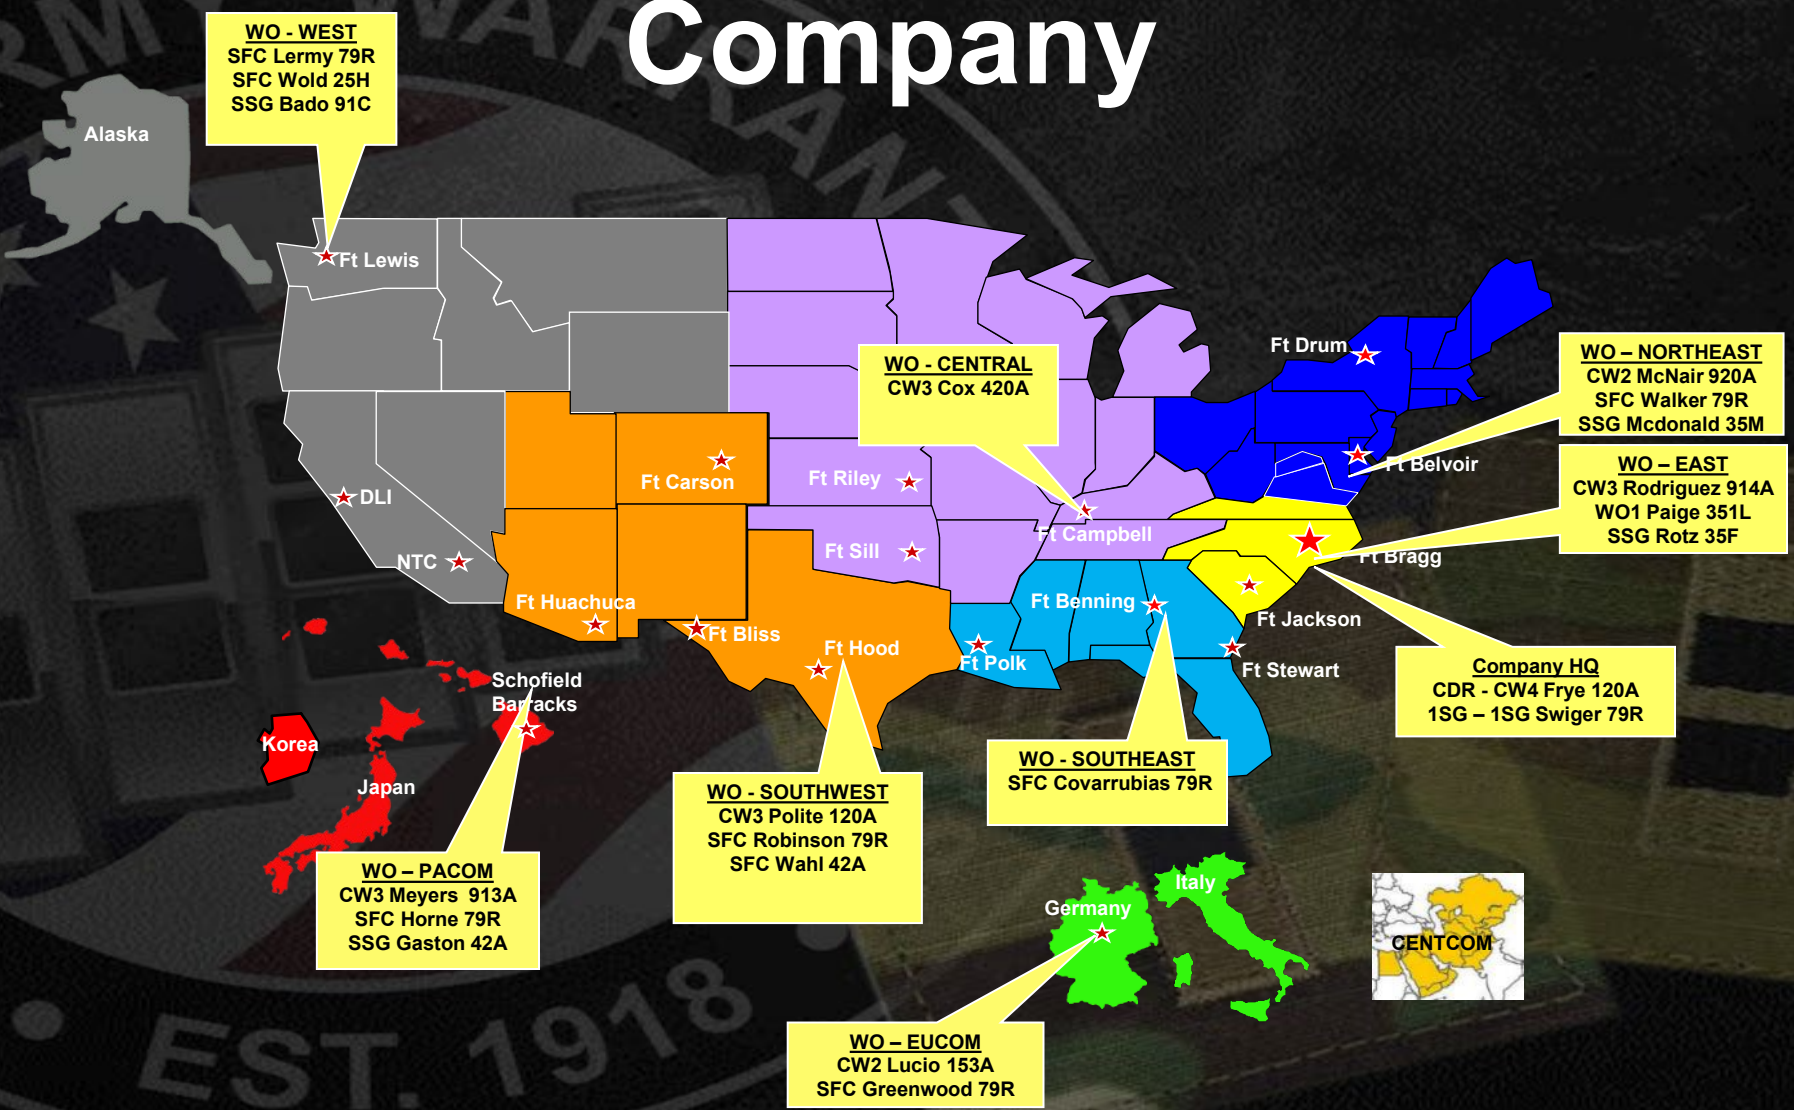 Company
WO - WEST
SFC Lermy 79R
SFC Wold 25H
SSG Bado 91C
Alaska
Ft Lewis
WO - CENTRAL
CW3 Cox 420A
Ft Drum
WO – NORTHEAST
CW2 McNair 920A
SFC Walker 79R
SSG Mcdonald 35M
Ft Belvoir
WO – EAST
CW3 Rodriguez 914A
WO1 Paige 351L
SSG Rotz 35F
Ft Carson
Ft Riley
DLI
Ft Campbell
Ft Sill
NTC
Ft Bragg
Ft Huachuca
Ft Benning
Ft Jackson
Ft Bliss
Ft Hood
Ft Polk
Ft Stewart
Company HQ
CDR - CW4 Frye 120A
1SG – 1SG Swiger 79R
Schofield
Barracks
Korea
Japan
WO - SOUTHEAST
SFC Covarrubias 79R
WO - SOUTHWEST
CW3 Polite 120A
SFC Robinson 79R
SFC Wahl 42A
WO – PACOM
CW3 Meyers  913A
SFC Horne 79R
SSG Gaston 42A
Italy
Germany
CENTCOM
WO – EUCOM
CW2 Lucio 153A
SFC Greenwood 79R
EST. 1918